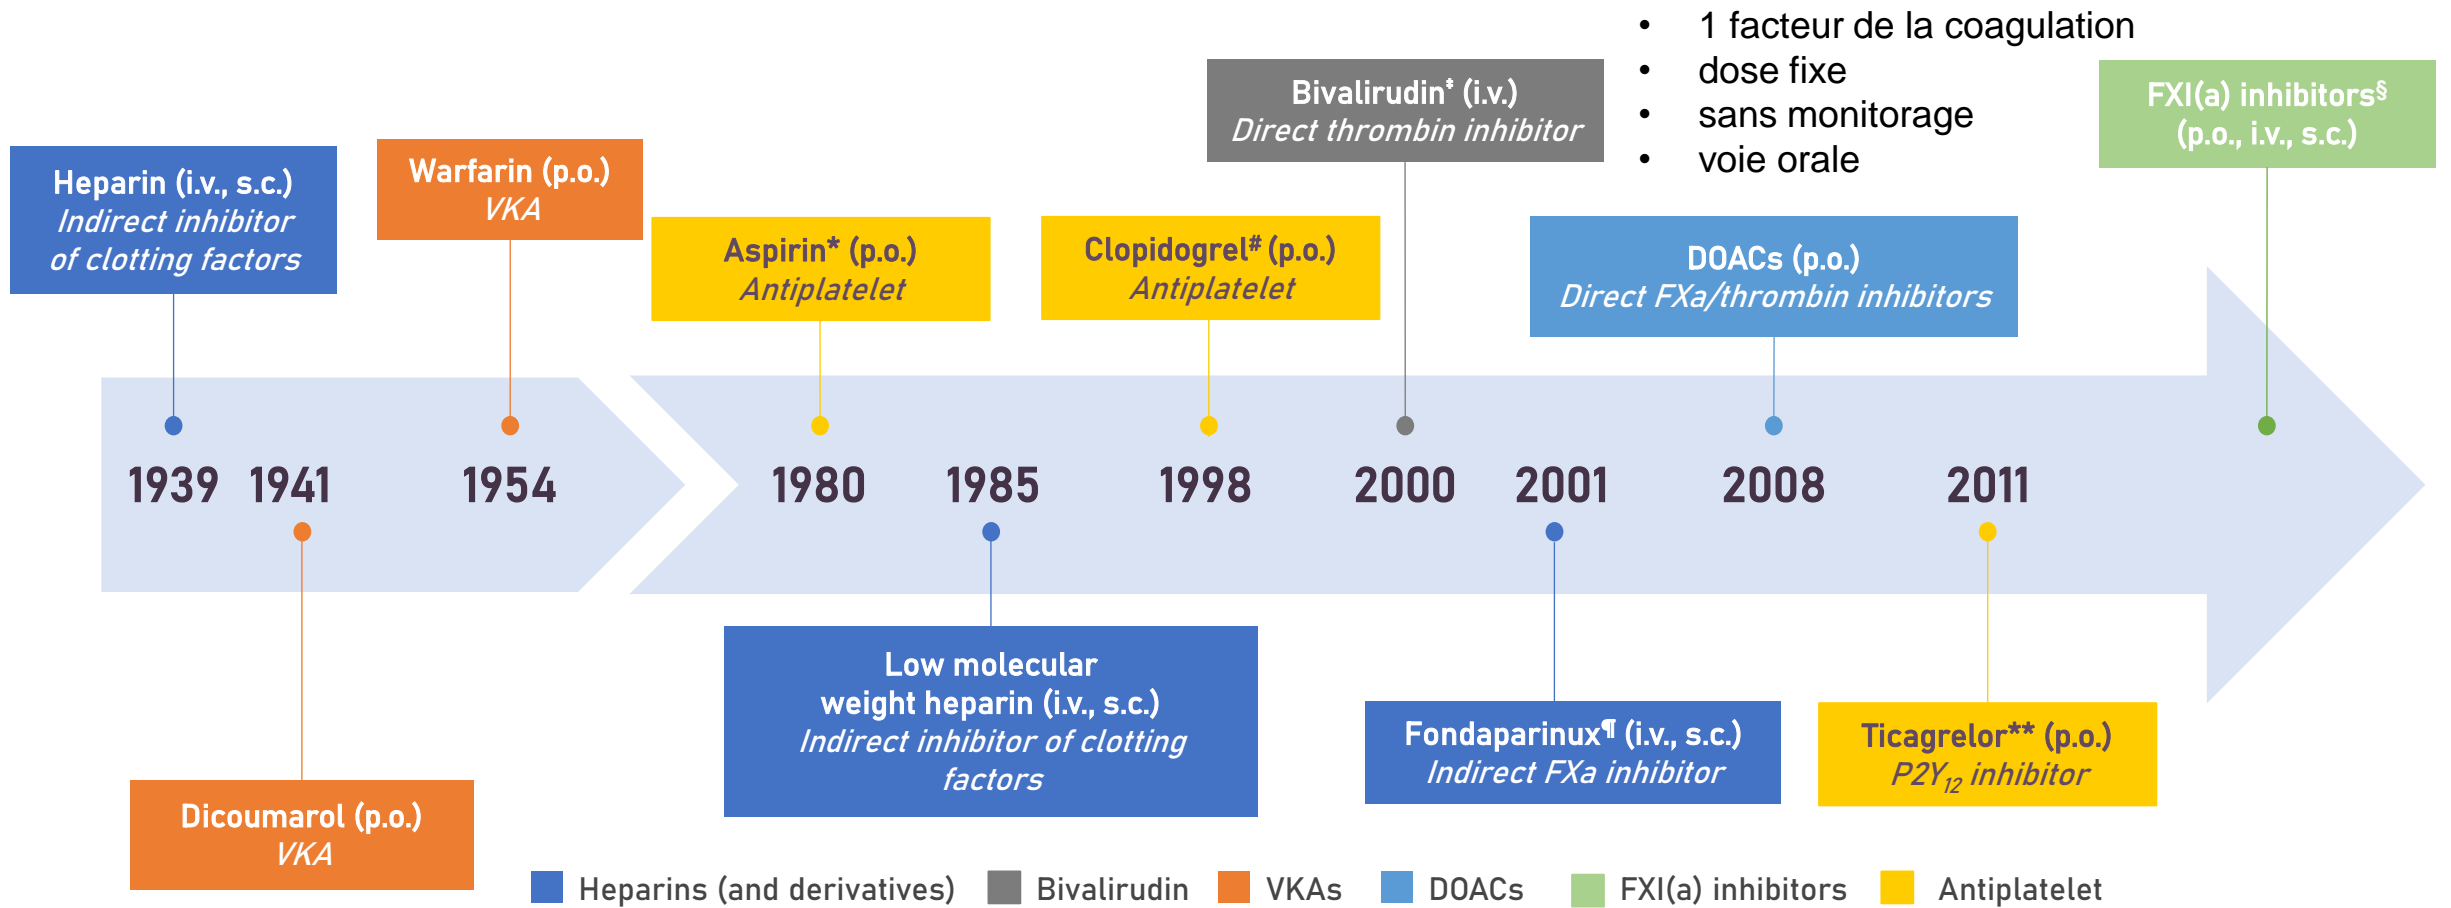 • 1 facteur de la coagulation
• dose fixe
• sans monitorage
• voie orale
Heparin (i.v., s.c.)
Indirect inhibitor
of clotting factors
Warfarin (p.o.)
VKA
Aspirin* (p.o.)
Antiplatelet
Clopidogrel# (p.o.)
Antiplatelet
Bivalirudin‡ (i.v.)
Direct thrombin inhibitor
DOACs (p.o.)
Direct FXa/thrombin inhibitors
FXI(a) inhibitors§
(p.o., i.v., s.c.)
1939
1941
1954
1980
1985
1998
2000
2001
2008
2011
Dicoumarol (p.o.)
VKA
Low molecular
weight heparin (i.v., s.c.)
Indirect inhibitor of clotting
factors
Fondaparinux¶ (i.v., s.c.)
Indirect FXa inhibitor
Ticagrelor** (p.o.)
P2Y12 inhibitor
Heparins (and derivatives)
Bivalirudin
VKAs
DOACs
FXI(a) inhibitors
Antiplatelet